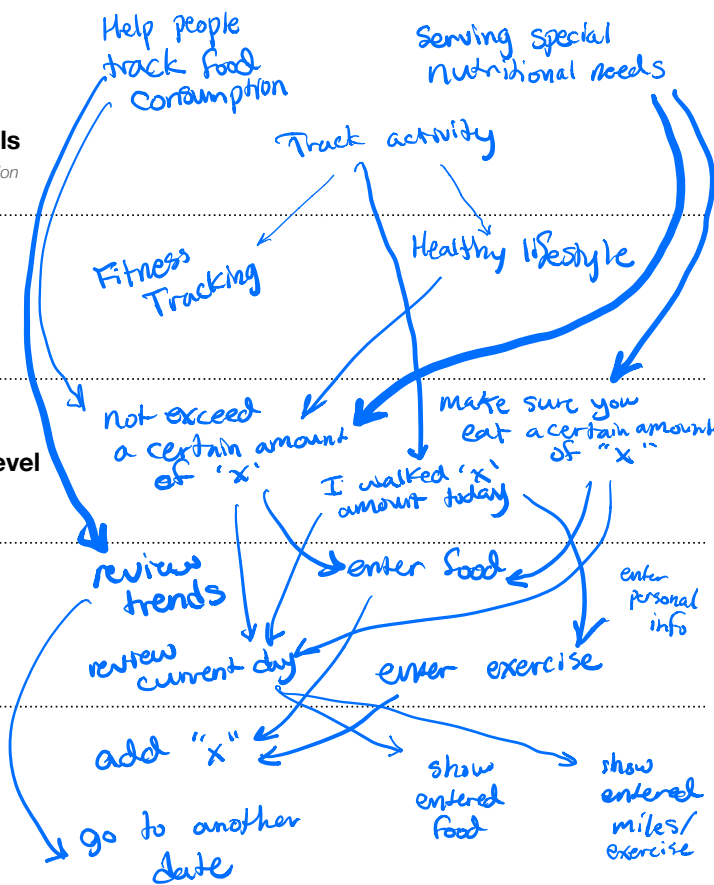 Help people
track food
consumption
Serving special
nutritional needs
ls
ion
Track activity
Fitness
Tracking
Healthy lifestyle
not exceed
a certain amount
of "x"
make sure you
eat a certain amount
of "x"
evel
I walked "x"
amount today
review
trends
enter food
enter
personal
info
review
current day
enter exercise
add "x"
go to another
date
show
entered
food
show
entered
miles/
exercise